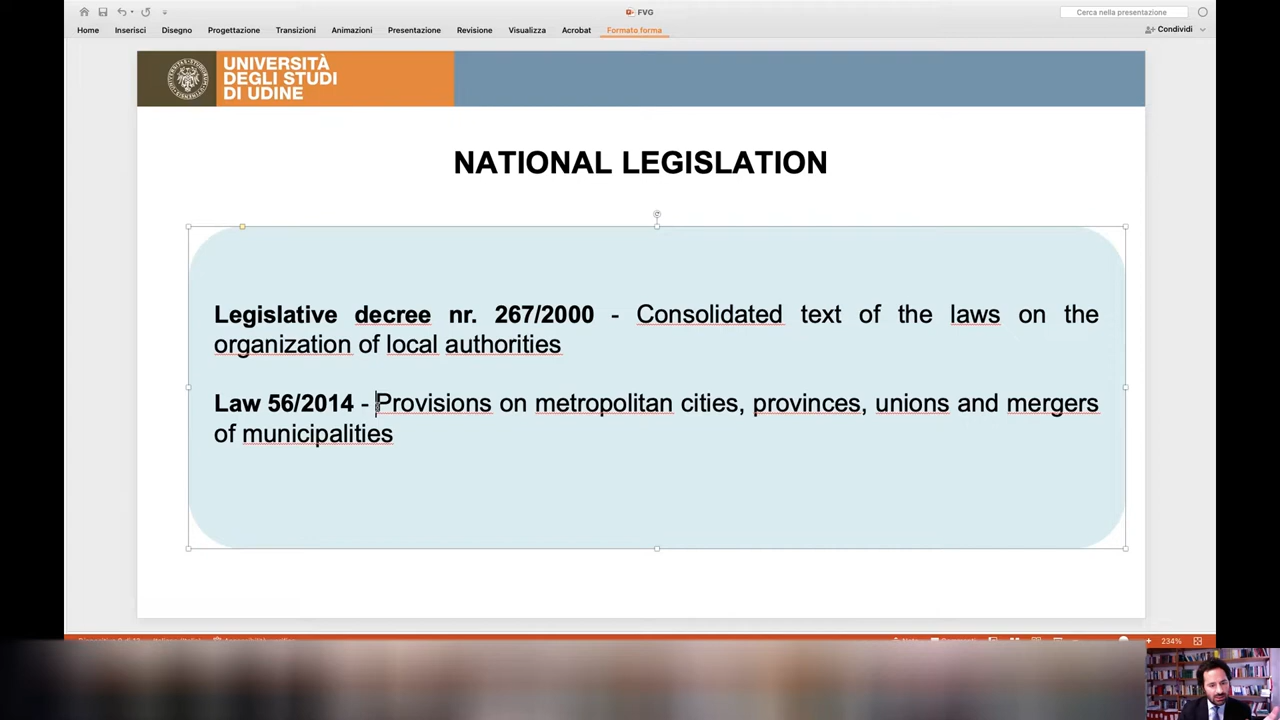 FVG
Cerca nella presentazione
Home Inserisci Disegno Progettazione Transizioni Animazioni Presentazione Revisione Visualizza Acrobat Formato forma Condividi
UNIVERSITÀ
DEGLI STUDI
DI UDINE
NATIONAL LEGISLATION
Legislative decree nr. 267/2000 - Consolidated text of the laws on the
organization of local authorities
Law 56/2014 - Provisions on metropolitan cities, provinces, unions and mergers
of municipalities
234%